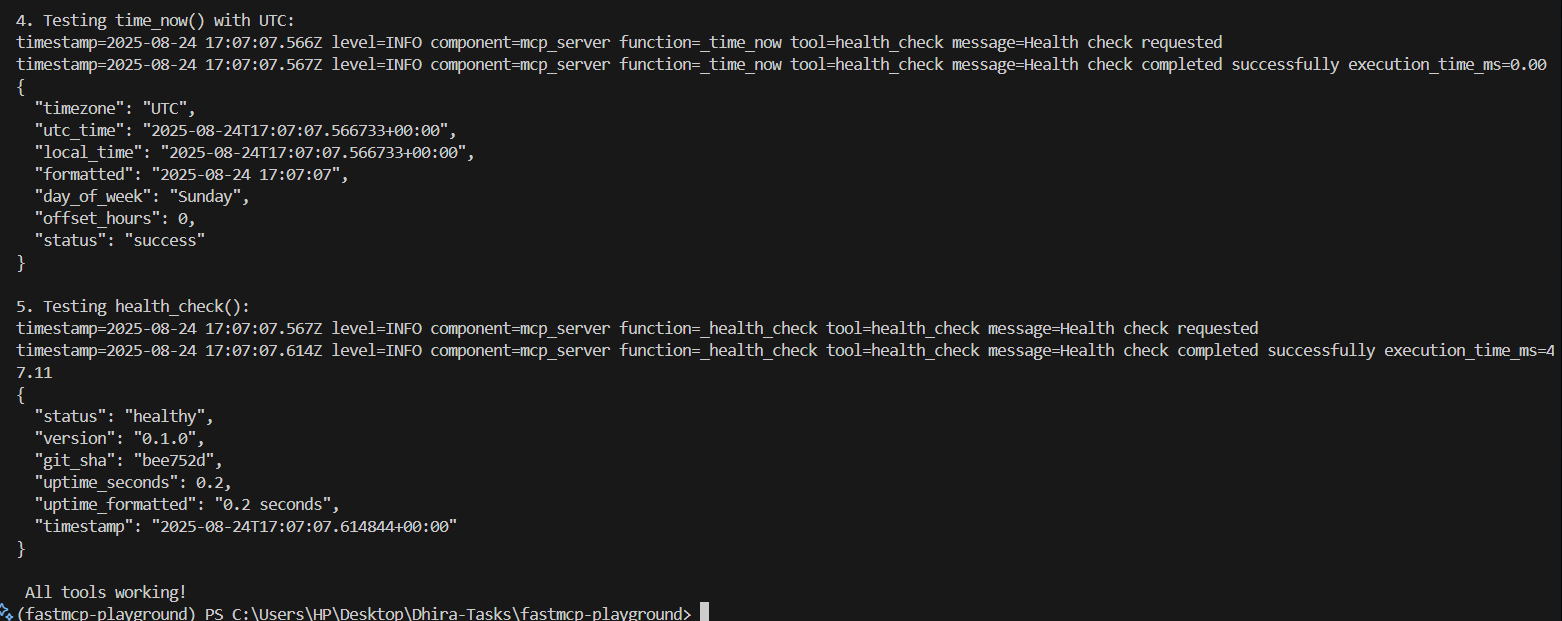 4. Testing time_now() with UTC:
timestamp=2025-08-24 17:07:07.566Z level=INFO component=mcp_server function=_time_now tool=health_check message=Health check requested
timestamp=2025-08-24 17:07:07.567Z level=INFO component=mcp_server function=_time_now tool=health_check message=Health check completed successfully execution_time_ms=0.00
{
  "timezone": "UTC",
  "utc_time": "2025-08-24T17:07:07.566733+00:00",
  "local_time": "2025-08-24T17:07:07.566733+00:00",
  "formatted": "2025-08-24 17:07:07",
  "day_of_week": "Sunday",
  "offset_hours": 0,
  "status": "success"
}
5. Testing health_check():
timestamp=2025-08-24 17:07:07.567Z level=INFO component=mcp_server function=_health_check tool=health_check message=Health check requested
timestamp=2025-08-24 17:07:07.614Z level=INFO component=mcp_server function=_health_check tool=health_check message=Health check completed successfully execution_time_ms=4
7.11
{
  "status": "healthy",
  "version": "0.1.0",
  "git_sha": "bee752d",
  "uptime_seconds": 0.2,
  "uptime_formatted": "0.2 seconds",
  "timestamp": "2025-08-24T17:07:07.614844+00:00"
}
All tools working!
(fastmcp-playground) PS C:\Users\HP\Desktop\Dhira-Tasks\fastmcp-playground>